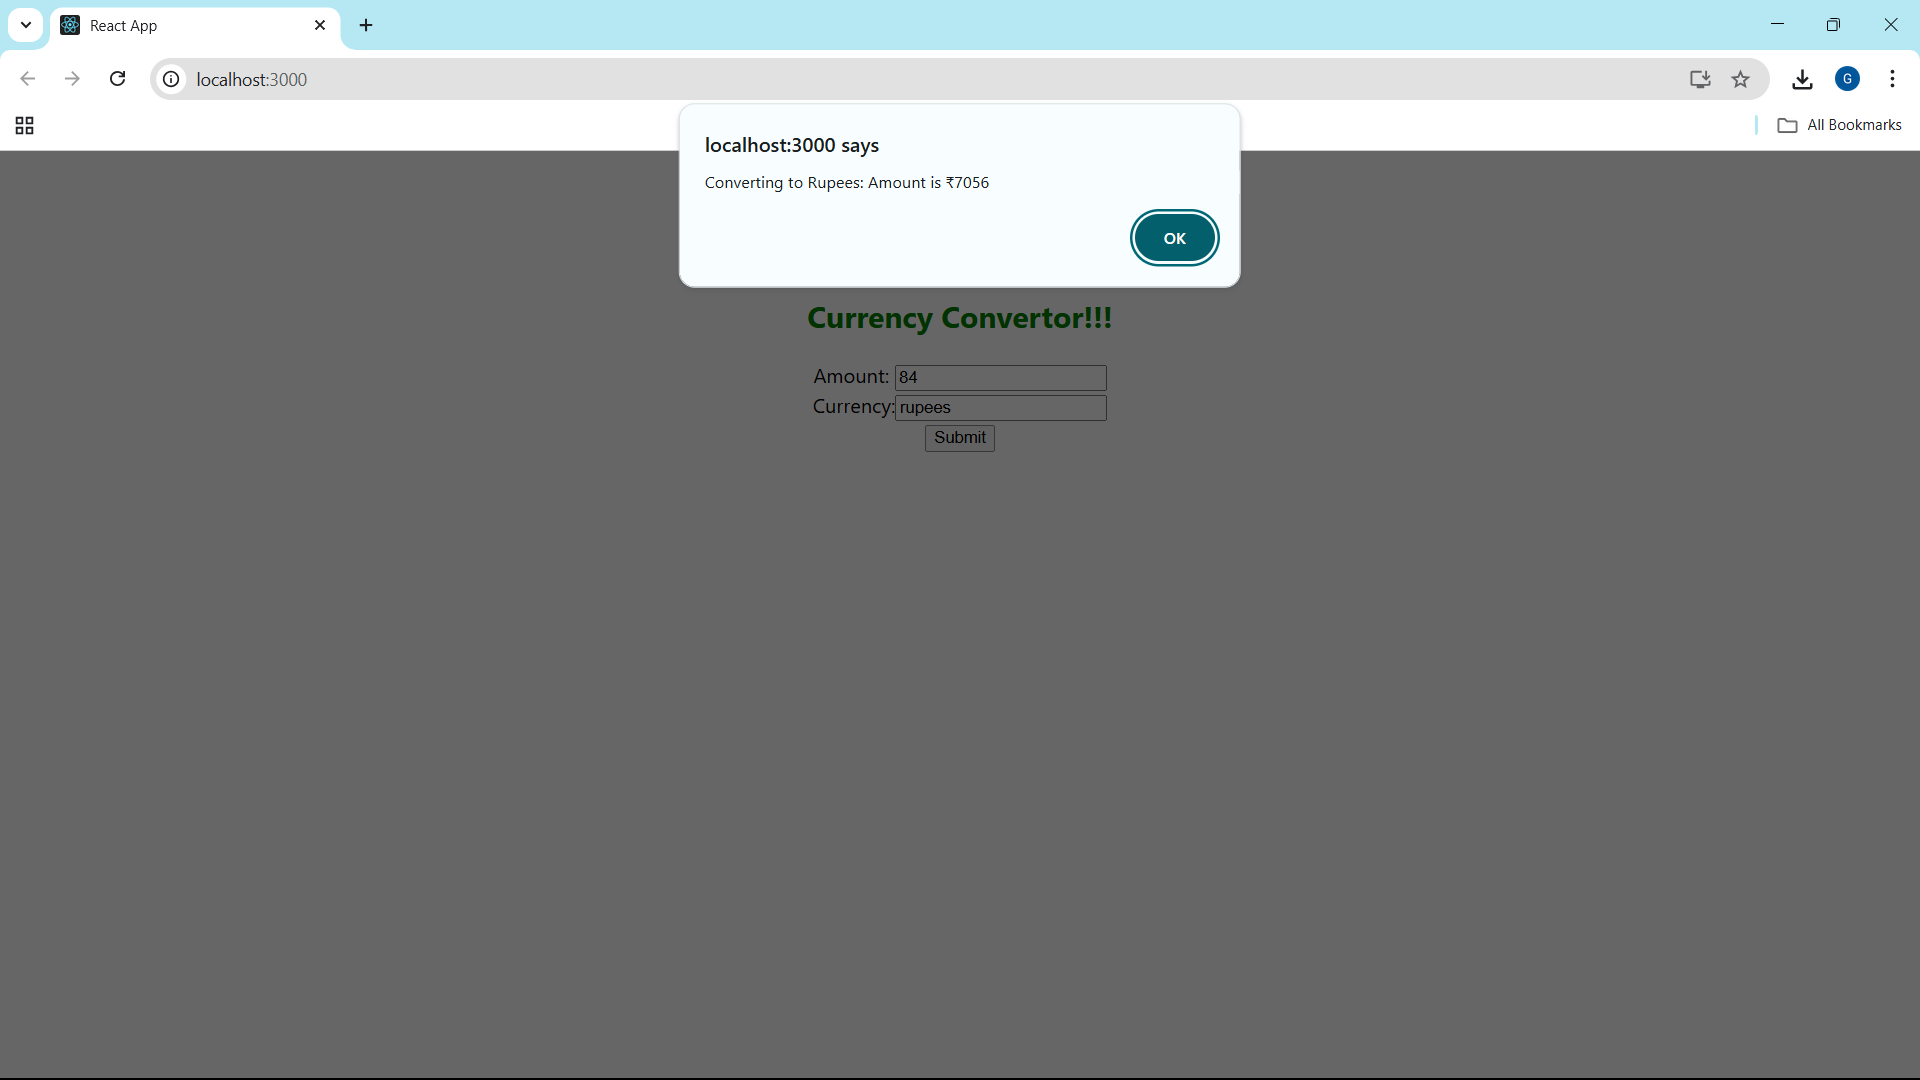 React App
localhost:3000
G
All Bookmarks
localhost:3000 says
Converting to Rupees: Amount is ₹7056
OK
Currency Convertor!!!
Amount: 84
Currency: rupees
Submit